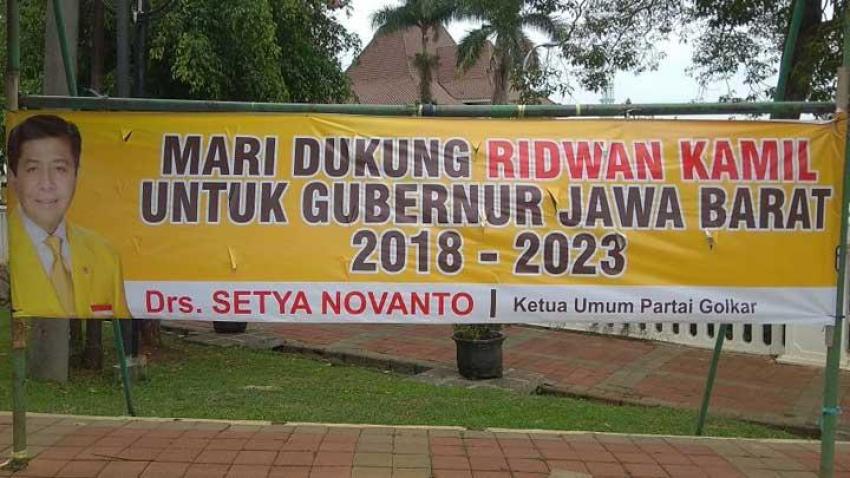 MARI DUKUNG RIDWAN KAMIL
UNTUK GUBERNUR JAWA BARAT
2018 - 2023
Drs. SETYA NOVANTO | Ketua Umum Partai Golkar